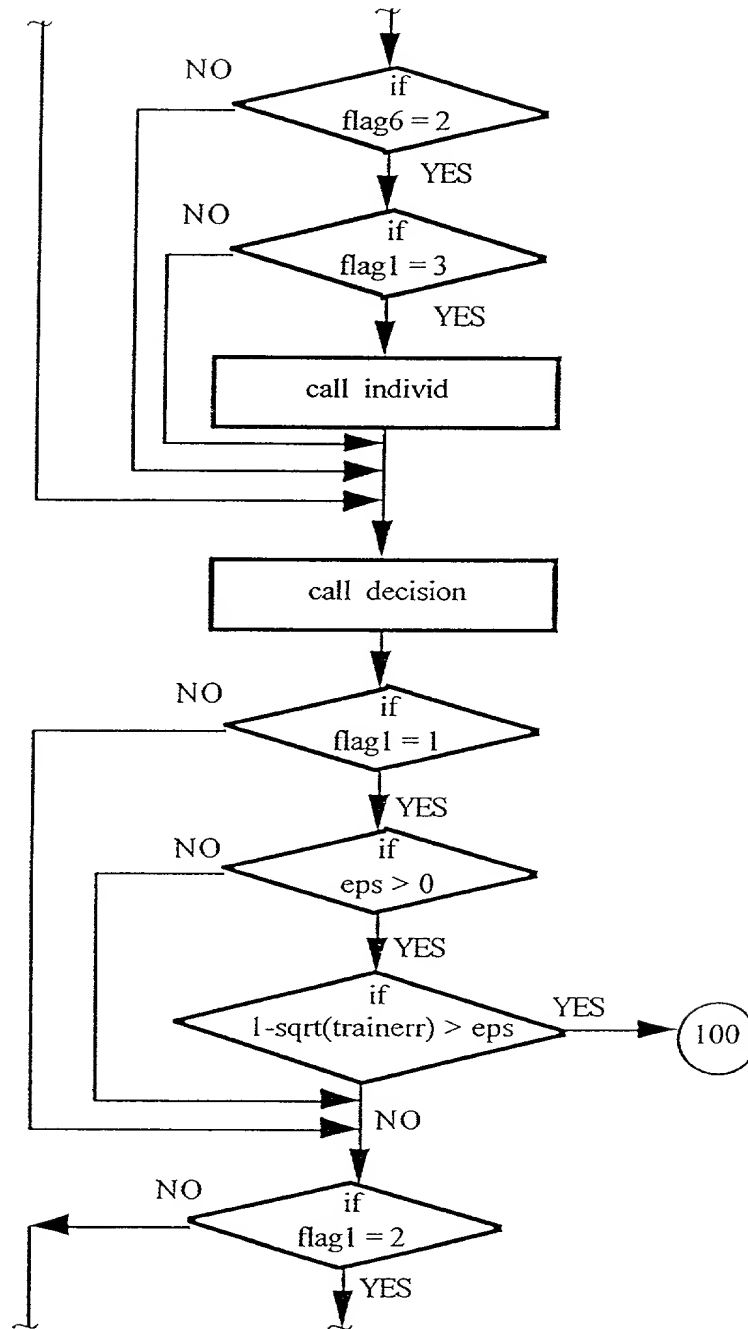 NO
if
flag6 = 2
YES
NO
if
flag1 = 3
YES
call individ
call decision
NO
if
flag1 = 1
YES
NO
if
eps > 0
YES
if
1-sqrt(trainerr) > eps
YES
100
NO
NO
if
flag1 = 2
YES